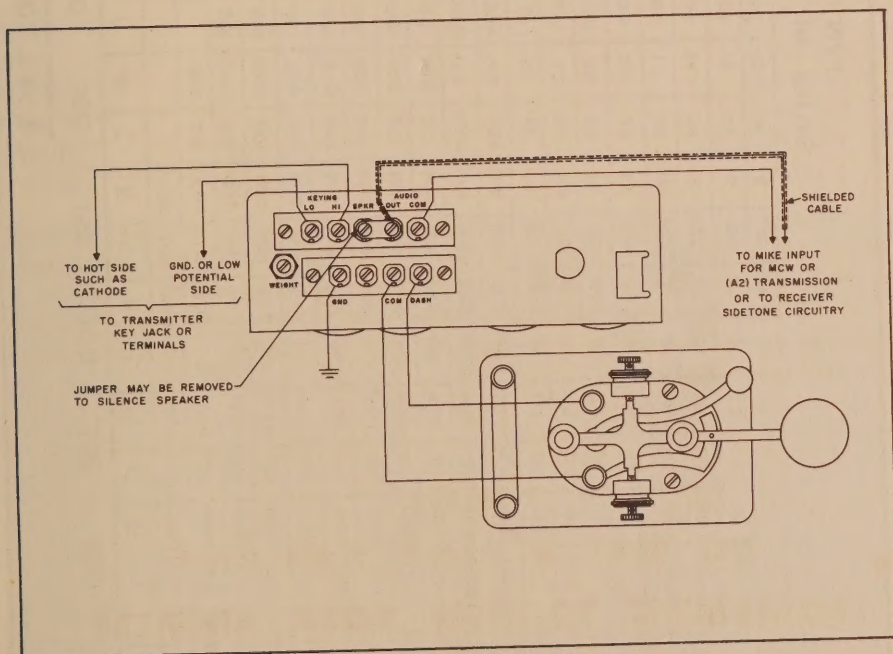 KEYING
AUDIO
LO HI SPKR OUT COM
SHIELDED
CABLE
TO HOT SIDE
SUCH AS
CATHODE
GND. OR LOW
POTENTIAL
SIDE
WEIGHT
GND COM DASH
TO MIKE INPUT
FOR MCW OR
(A2) TRANSMISSION
OR TO RECEIVER
SIDETONE CIRCUITRY
TO TRANSMITTER
KEY JACK OR
TERMINALS
JUMPER MAY BE REMOVED
TO SILENCE SPEAKER